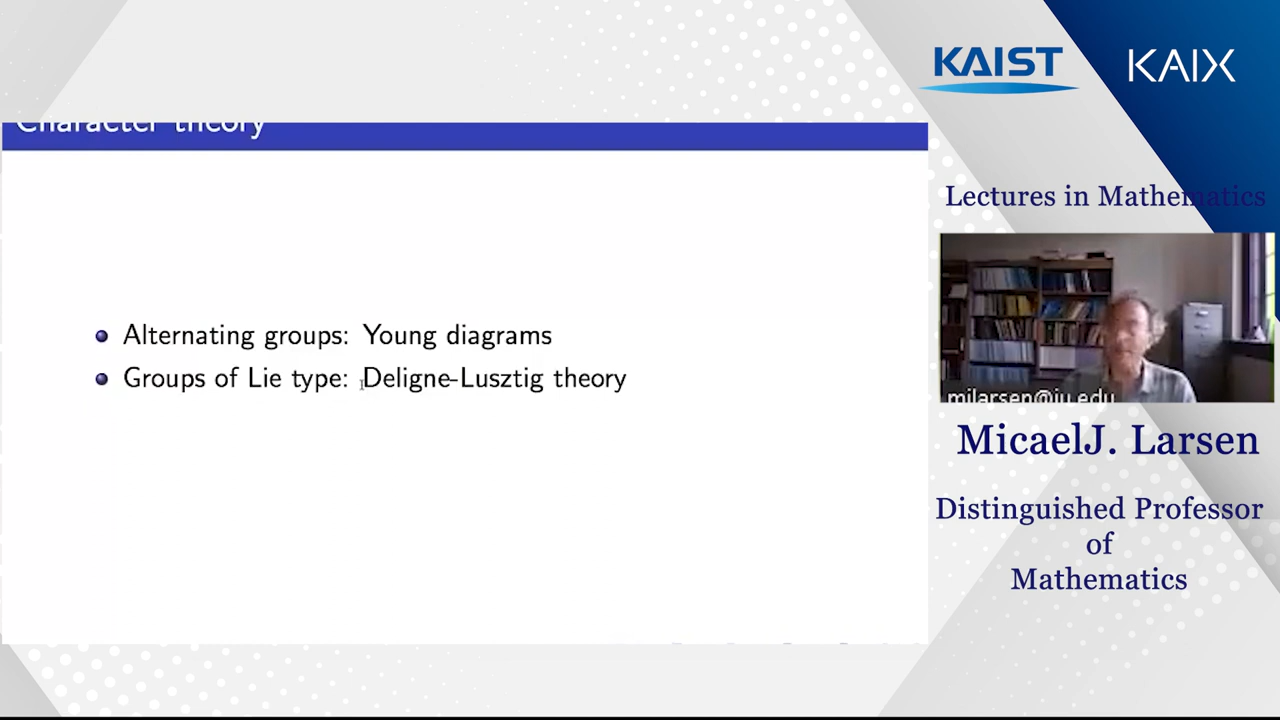 KAIST KAIX
Character theory
Alternating groups: Young diagrams
Groups of Lie type: Deligne-Lusztig theory
Lectures in Mathematics
milarsen@iu.edu
MicaelJ. Larsen
Distinguished Professor
of
Mathematics